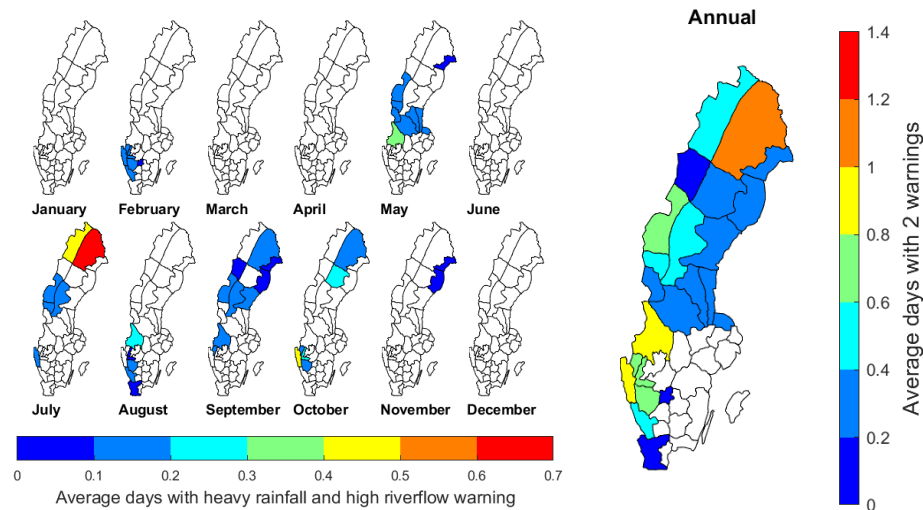 Annual
January February March April May June
July August September October November December
0 0.1 0.2 0.3 0.4 0.5 0.6 0.7
Average days with heavy rainfall and high riverflow warning
1.4
1.2
1
0.8
0.6
0.4
0.2
0
Average days with 2 warnings